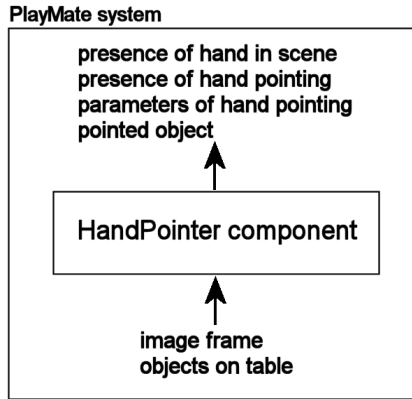 PlayMate system
presence of hand in scene
presence of hand pointing
parameters of hand pointing
pointed object
HandPointer component
image frame
objects on table